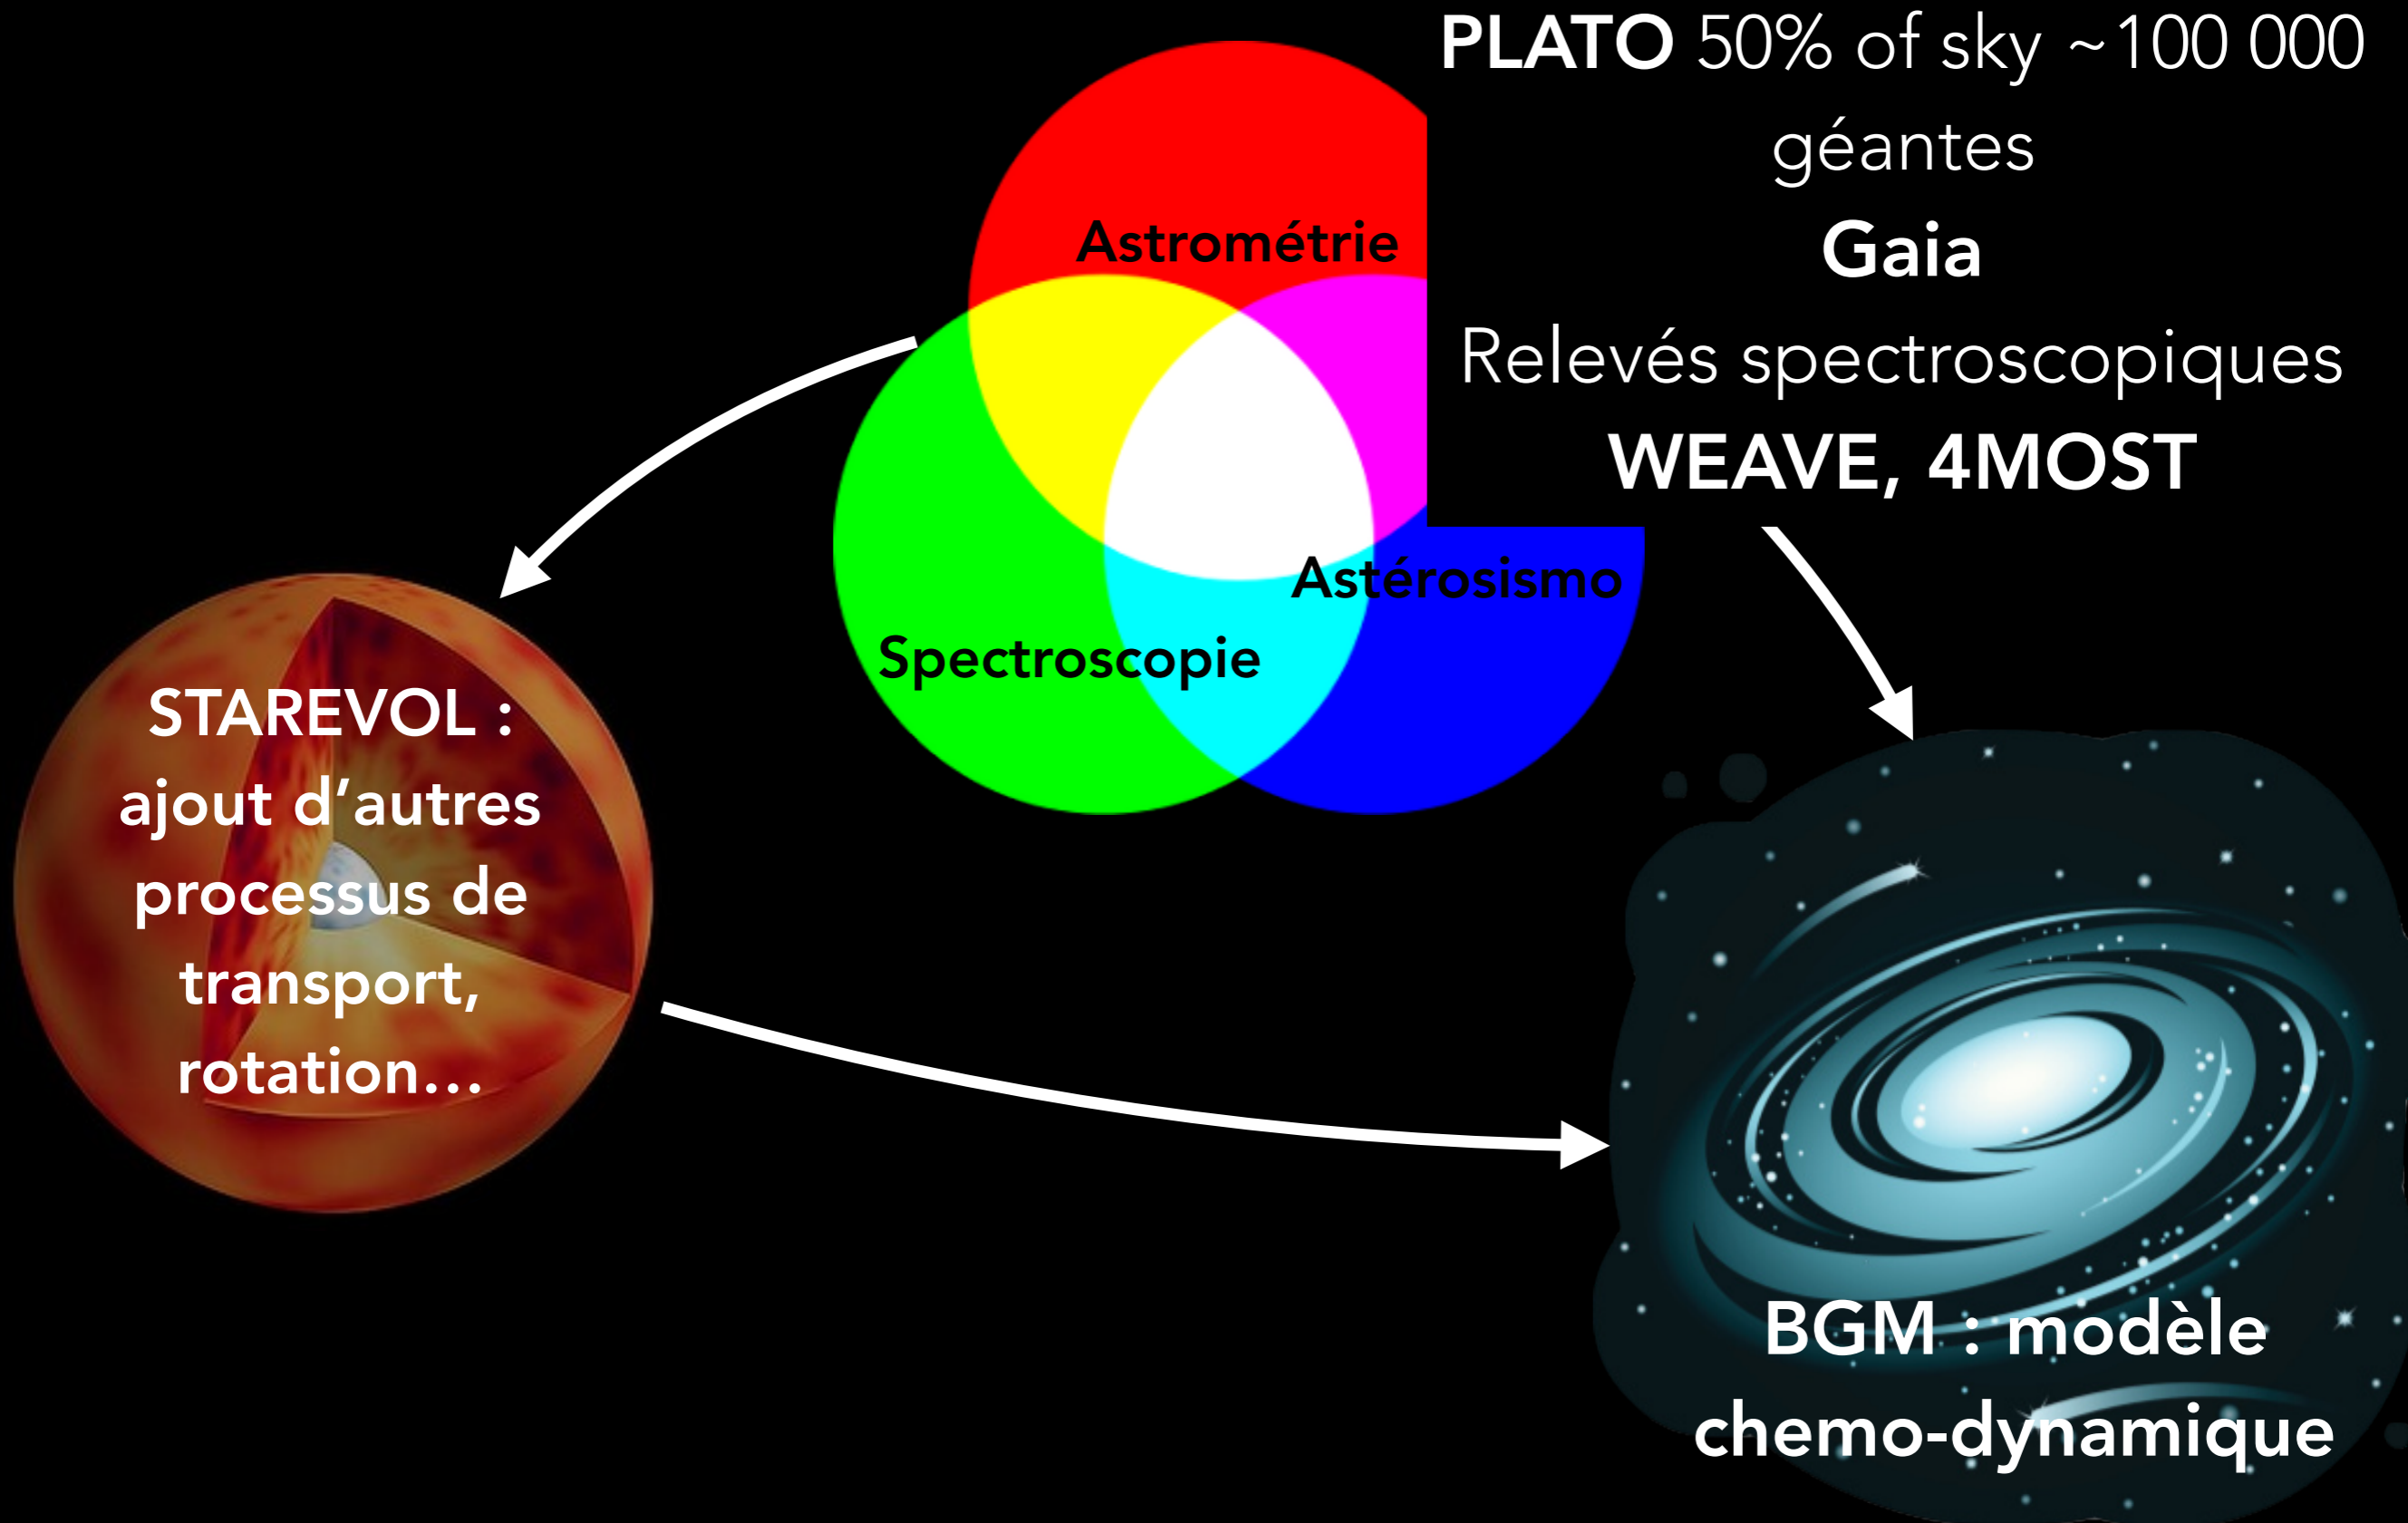 PLATO 50% of sky ~100 000
géantes
Gaia
Relevés spectroscopiques
WEAVE, 4MOST
Astrométrie
Astérosismo
Spectroscopie
STAREVOL :
ajout d’autres
processus de
transport,
rotation…
BGM : modèle
chemo-dynamique